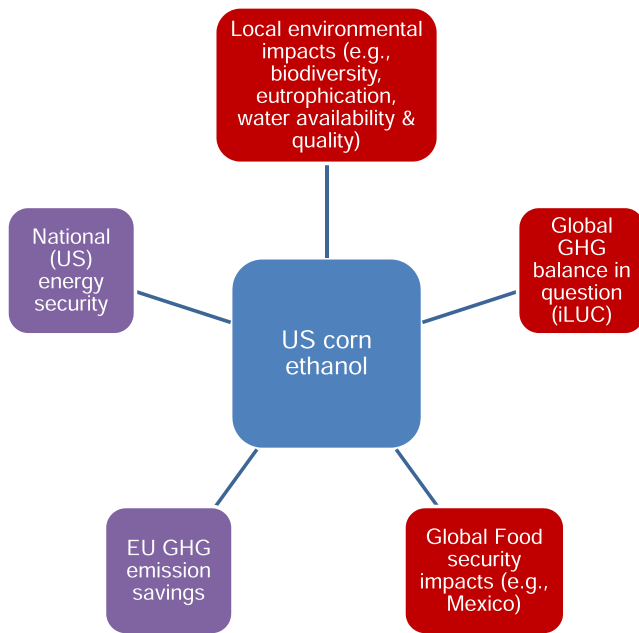 Local environmental
impacts (e.g.,
biodiversity,
eutrophication,
water availability &
quality)
National
(US)
energy
security
Global
GHG
balance in
question
(iLUC)
US corn
ethanol
EU GHG
emission
savings
Global Food
security
impacts (e.g.,
Mexico)